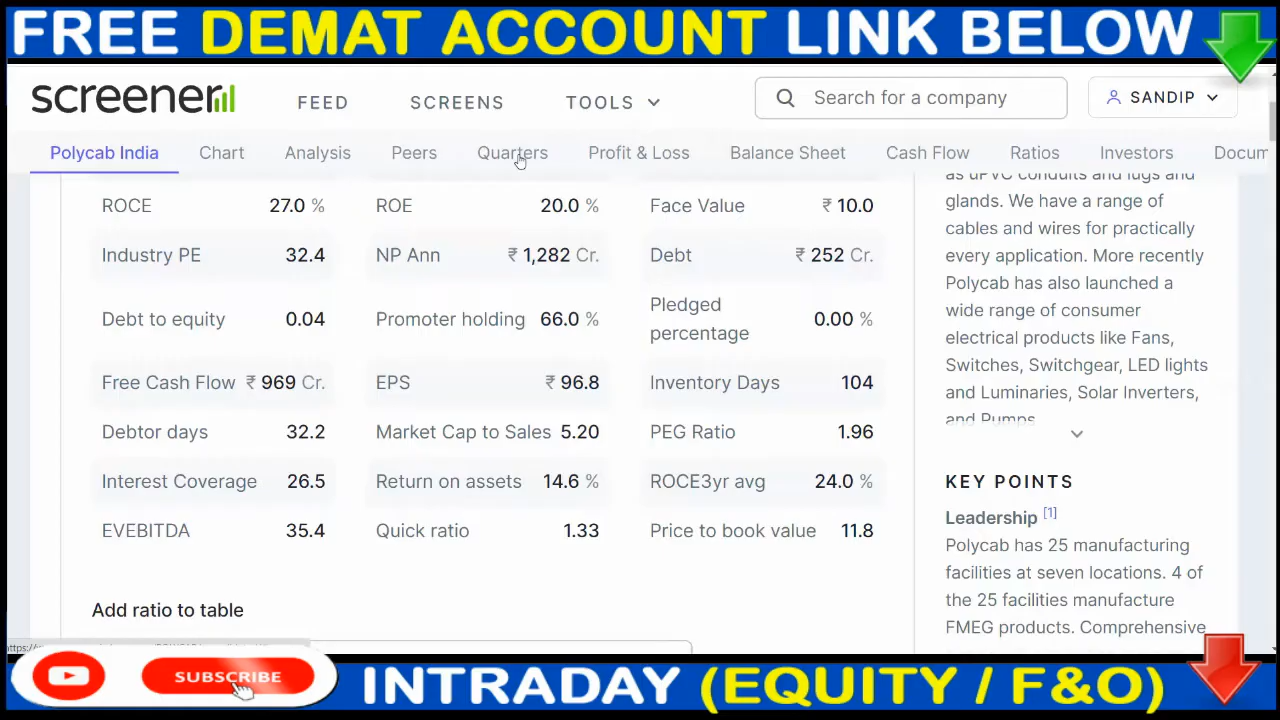 FREE DEMAT ACCOUNT LINK BELOW
screener
FEED
SCREENS
TOOLS
Search for a company
SANDIP
Polycab India
Chart
Analysis
Peers
Quarters
Profit & Loss
Balance Sheet
Cash Flow
Ratios
Investors
Docum
ROCE 27.0 %
ROE 20.0 %
Face Value ₹ 10.0
Industry PE 32.4
NP Ann ₹ 1,282 Cr.
Debt ₹ 252 Cr.
Debt to equity 0.04
Promoter holding 66.0 %
Pledged
percentage 0.00 %
Free Cash Flow ₹ 969 Cr.
EPS ₹ 96.8
Inventory Days 104
Debtor days 32.2
Market Cap to Sales 5.20
PEG Ratio 1.96
Interest Coverage 26.5
Return on assets 14.6 %
ROCE3yr avg 24.0 %
EVEBITDA 35.4
Quick ratio 1.33
Price to book value 11.8
Add ratio to table
as uPVC conduits and lugs and
glands. We have a range of
cables and wires for practically
every application. More recently
Polycab has also launched a
wide range of consumer
electrical products like Fans,
Switches, Switchgear, LED lights
and Luminaries, Solar Inverters,
and Pumps
KEY POINTS
Leadership [1]
Polycab has 25 manufacturing
facilities at seven locations. 4 of
the 25 facilities manufacture
FMEG products. Comprehensive
SUBSCRIBE
INTRADAY (EQUITY / F&O)